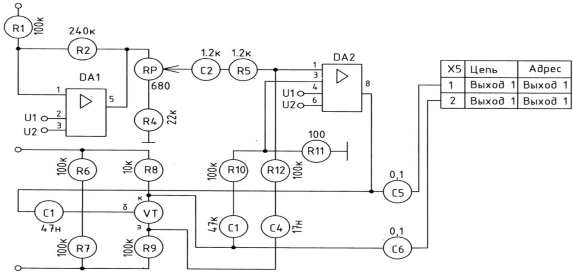 R1
100к
240к
R2
DA1
1
U1 2
U2 3
5
RP
680
R4
22к
1.2к
C2
1.2к
R5
DA2
1
3
U1 4
U2 6
8
X5 Цепь Адрес
1 Выход 1 Выход 1
2 Выход 1 Выход 1
100
R11
R6
100к
10к
R8
R10
100к
R12
100к
0,1
C5
C1
47н
к
б
VT
э
47к
C1
C4
17н
0,1
C6
100к
R7
100к
R9